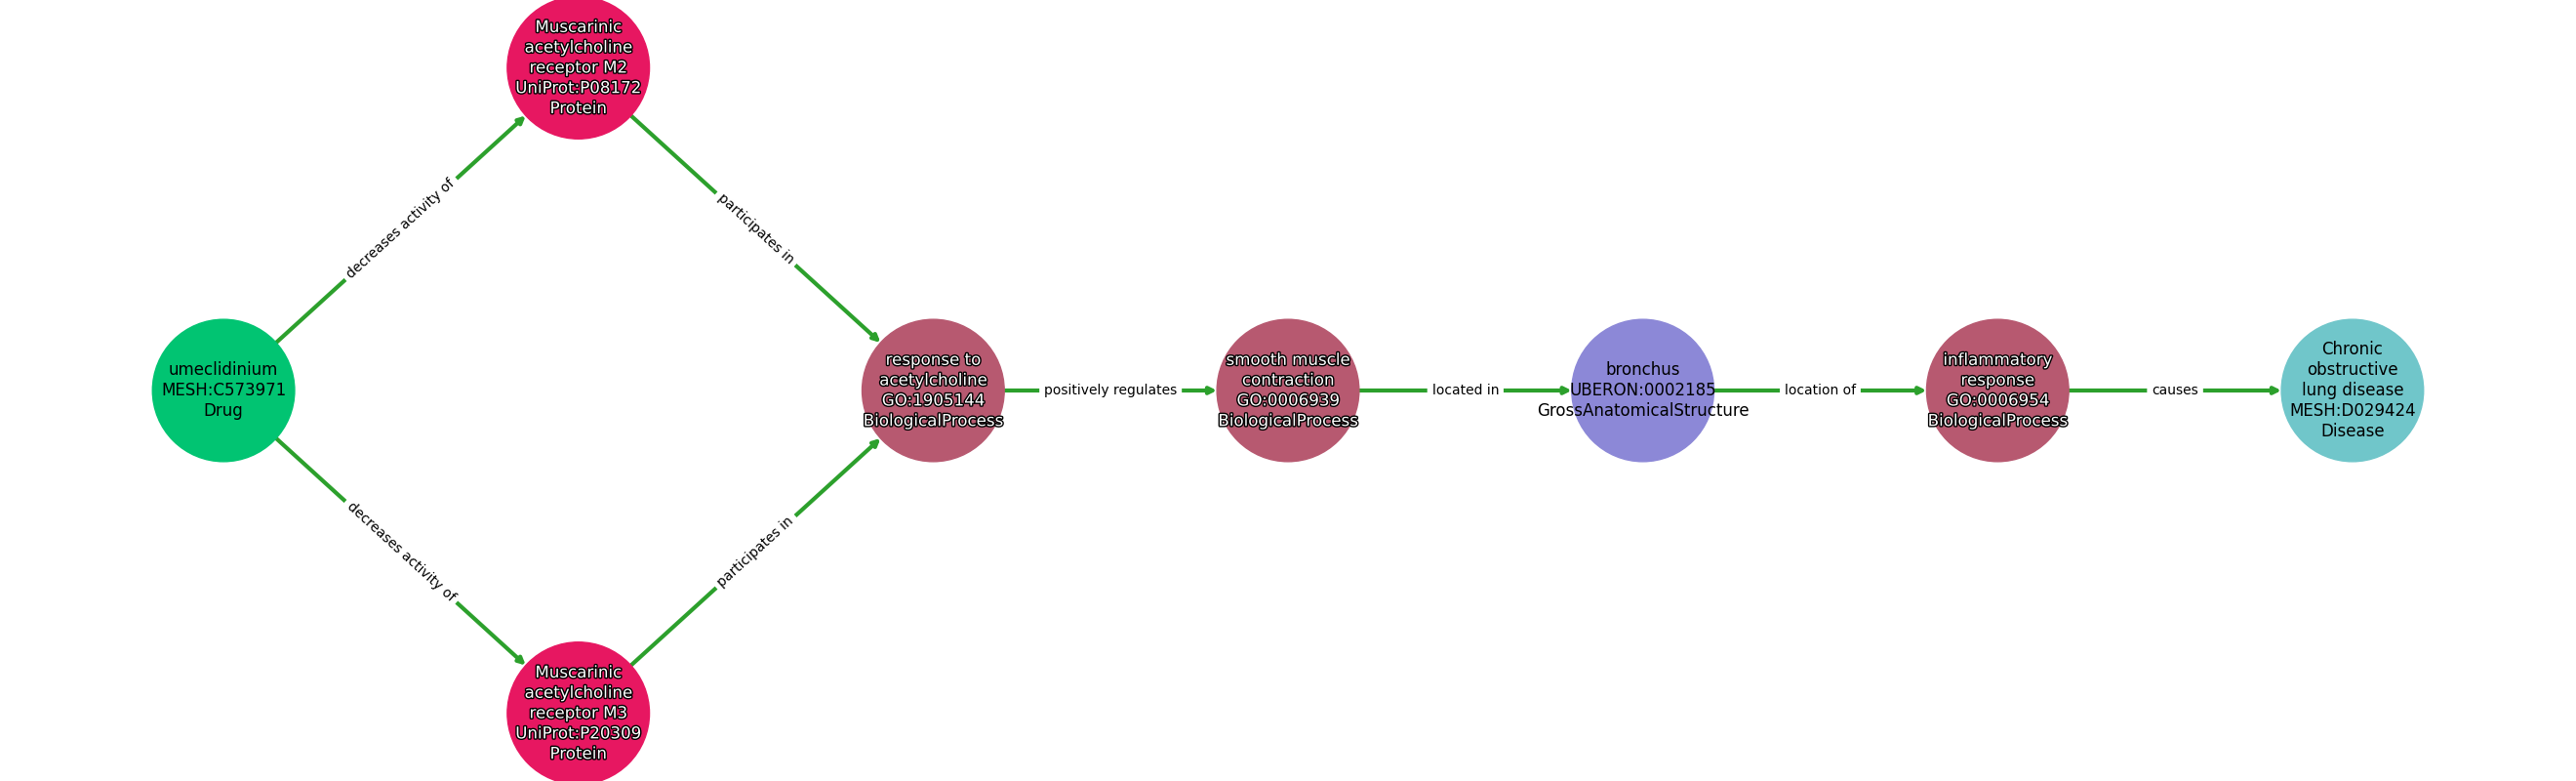 Muscarinic
acetylcholine
receptor M2
UniProt:P08172
Protein
decreases activity of
participates in
umeclidinium
MESH:C573971
Drug
response to
acetylcholine
GO:1905144
BiologicalProcess
positively regulates
smooth muscle
contraction
GO:0006939
BiologicalProcess
located in
bronchus
UBERON:0002185
GrossAnatomicalStructure
location of
inflammatory
response
GO:0006954
BiologicalProcess
causes
Chronic
obstructive
lung disease
MESH:D029424
Disease
decreases activity of
participates in
Muscarinic
acetylcholine
receptor M3
UniProt:P20309
Protein